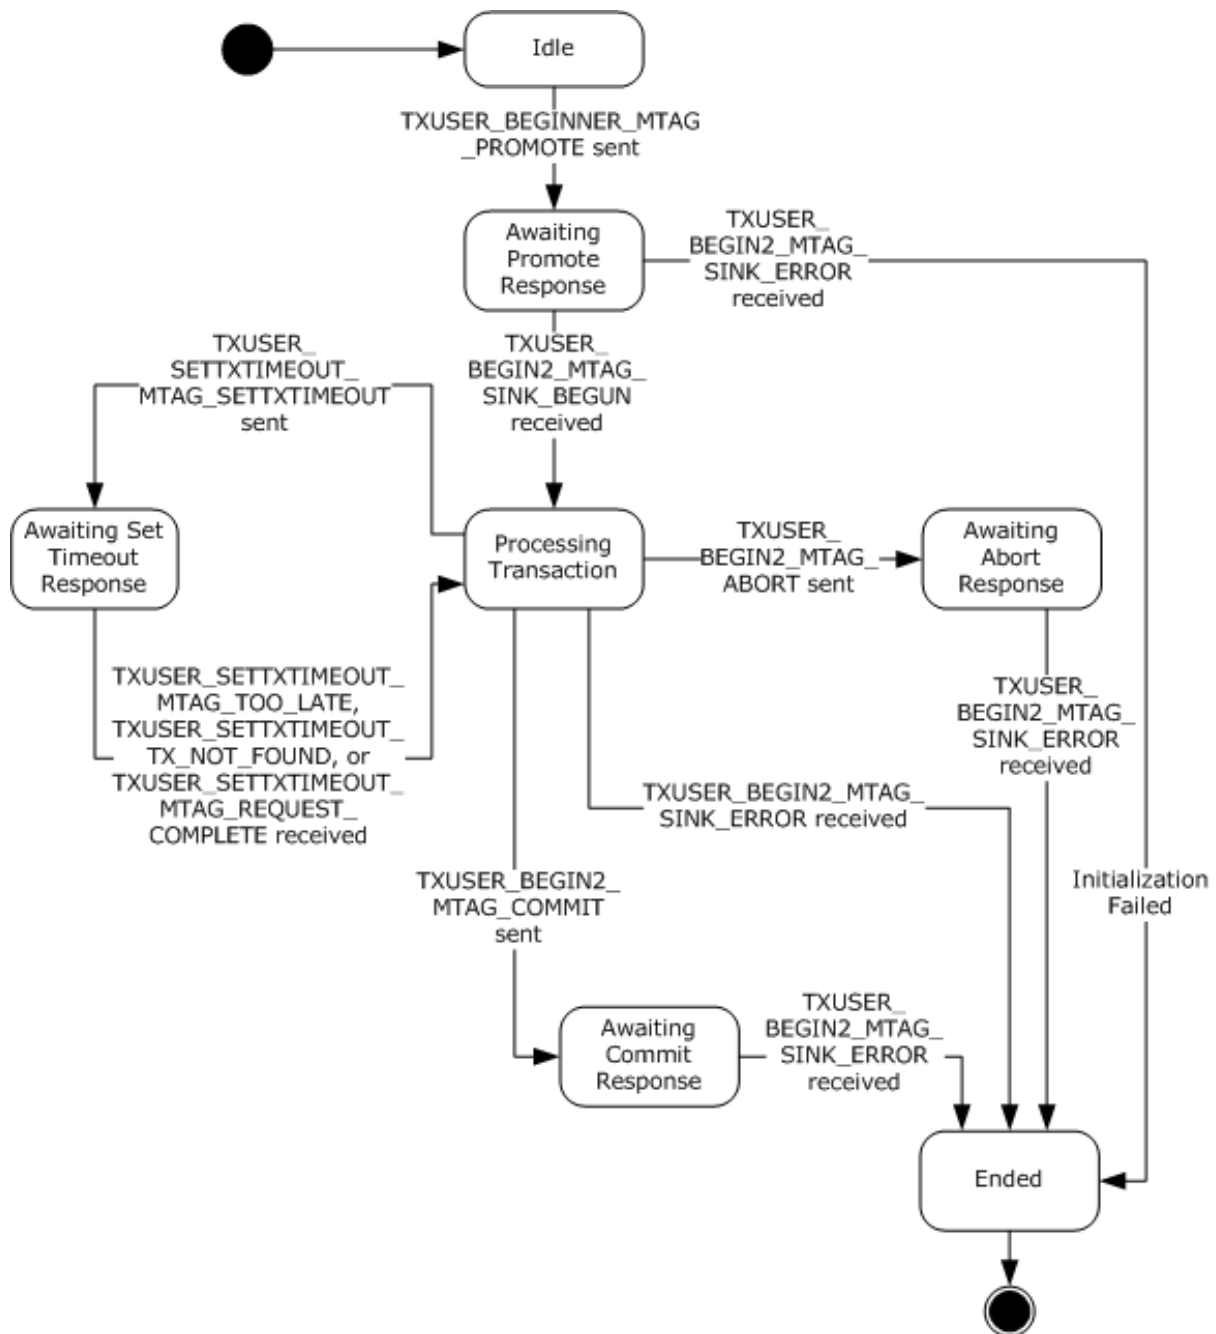 Idle
TXUSER_BEGINNER_MTAG
_PROMOTE sent
Awaiting
Promote
Response
TXUSER_
BEGIN2_MTAG_
SINK_ERROR
received
TXUSER_
SETTXTIMEOUT_
MTAG_SETTXTIMEOUT
sent
TXUSER_
BEGIN2_MTAG_
SINK_BEGUN
received
Awaiting Set
Timeout
Response
Processing
Transaction
TXUSER_
BEGIN2_MTAG_
ABORT sent
Awaiting
Abort
Response
TXUSER_SETTXTIMEOUT_
MTAG_TOO_LATE,
TXUSER_SETTXTIMEOUT_
TX_NOT_FOUND, or
TXUSER_SETTXTIMEOUT_
MTAG_REQUEST_
COMPLETE received
TXUSER_
BEGIN2_MTAG_
SINK_ERROR
received
TXUSER_BEGIN2_MTAG_
SINK_ERROR received
TXUSER_BEGIN2_
MTAG_COMMIT
sent
Initialization
Failed
Awaiting
Commit
Response
TXUSER_
BEGIN2_MTAG_
SINK_ERROR
received
Ended